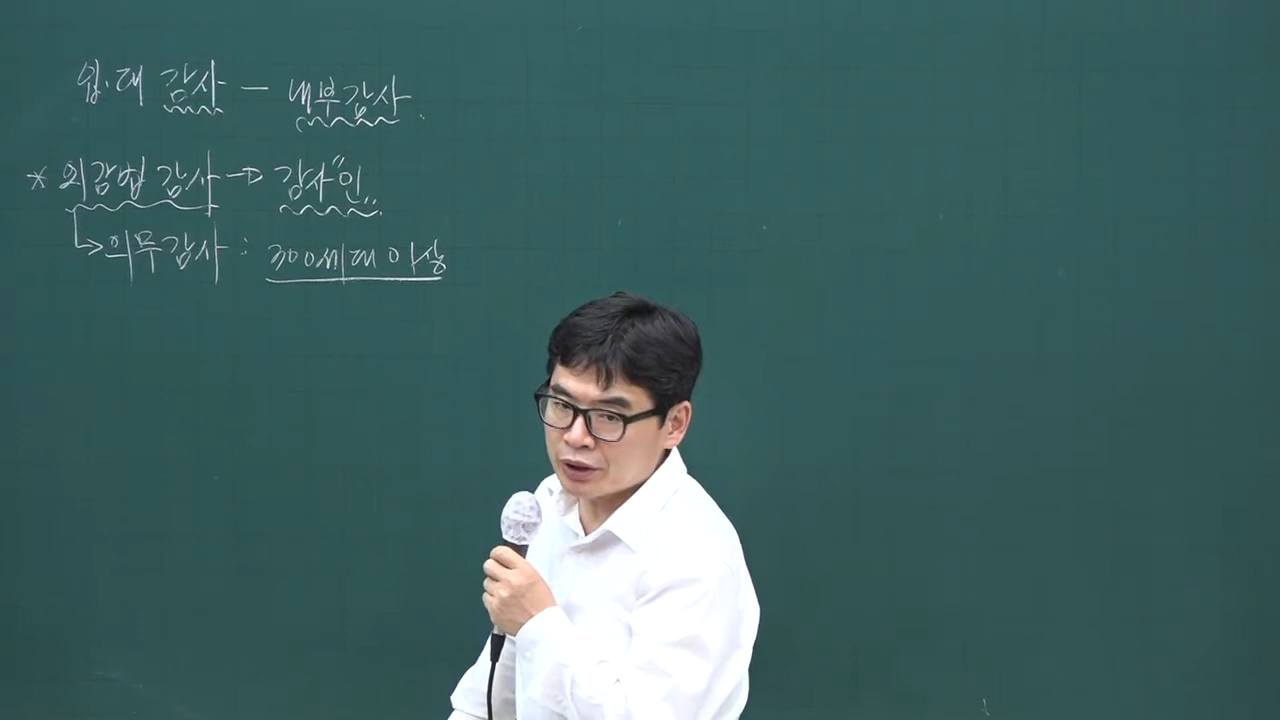 입·대 감사 - 내부감사.
* 외감법 감사 → 감사"인"
↳ 의무감사 : 300세대 이상